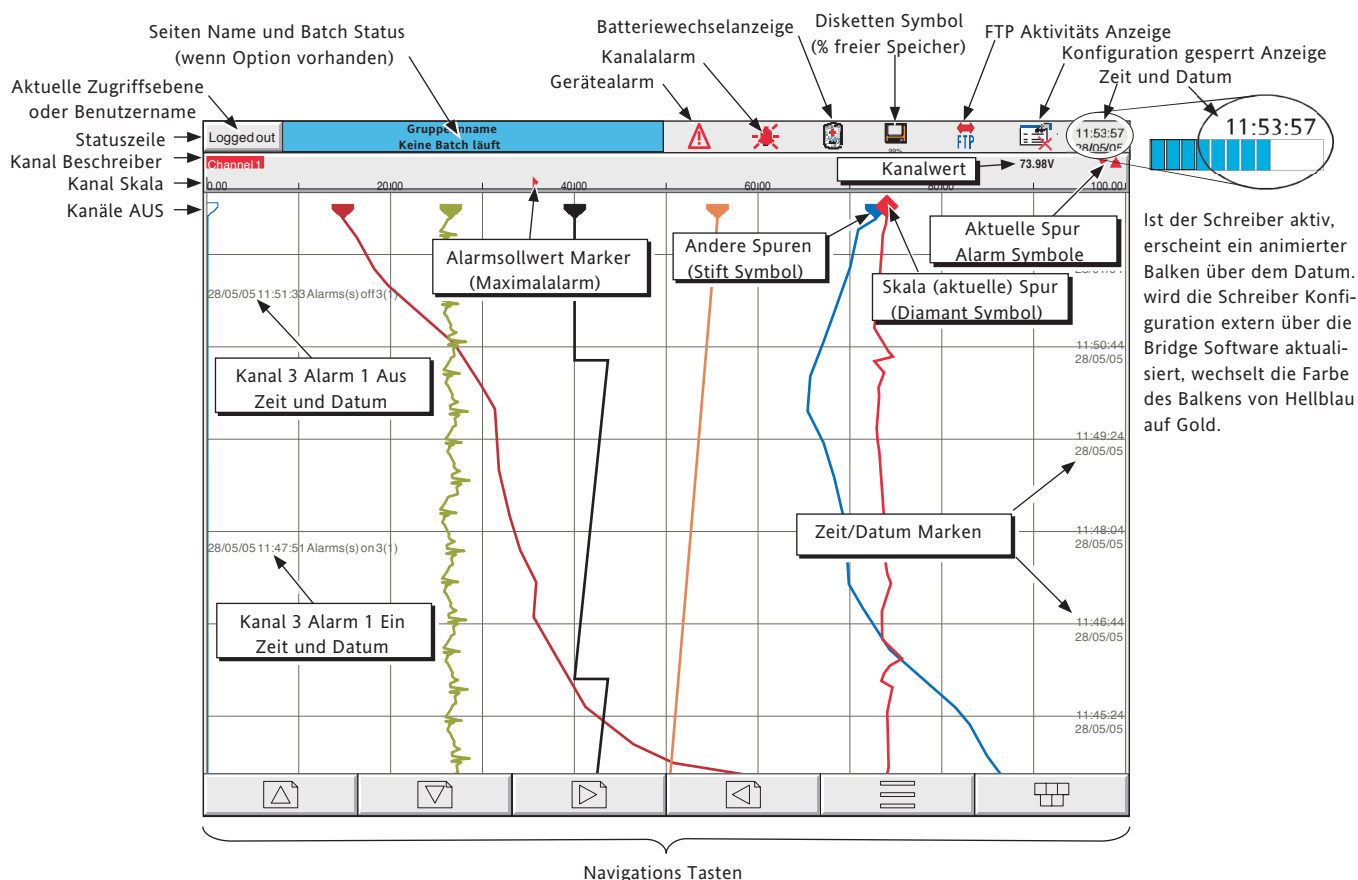 Seiten Name und Batch Status
(wenn Option vorhanden)
Batteriewechselanzeige
Disketten Symbol
(% freier Speicher)
FTP Aktivitäts Anzeige
Kanalalarm
Gerätealarm
Konfiguration gesperrt Anzeige
Zeit und Datum
Aktuelle Zugriffsebene
oder Benutzername
Statuszeile
Kanal Beschreiber
Kanal Skala
Kanäle AUS
Logged out
Keine Batch läuft
99%
FTP
11:53:57
28/05/05
11:53:57
Channel 1
Kanalwert
73.98V
0.00
20.00
40.00
60.00
80.00
100.00
Alarmsollwert Marker
(Maximalalarm)
Andere Spuren
(Stift Symbol)
Aktuelle Spur
Alarm Symbole
Skala (aktuelle) Spur
(Diamant Symbol)
Ist der Schreiber aktiv,
erscheint ein animierter
Balken über dem Datum.
wird die Schreiber Konfi-
guration extern über die
Bridge Software aktuali-
siert, wechselt die Farbe
des Balkens von Hellblau
auf Gold.
28/05/05 11:51:33 Alarms(s) off 3(1)
11:50:44
28/05/05
Kanal 3 Alarm 1 Aus
Zeit und Datum
11:49:24
28/05/05
Zeit/Datum Marken
11:48:04
28/05/05
28/05/05 11:47:51 Alarms(s) on 3(1)
Kanal 3 Alarm 1 Ein
Zeit und Datum
11:46:44
28/05/05
11:45:24
28/05/05
Navigations Tasten